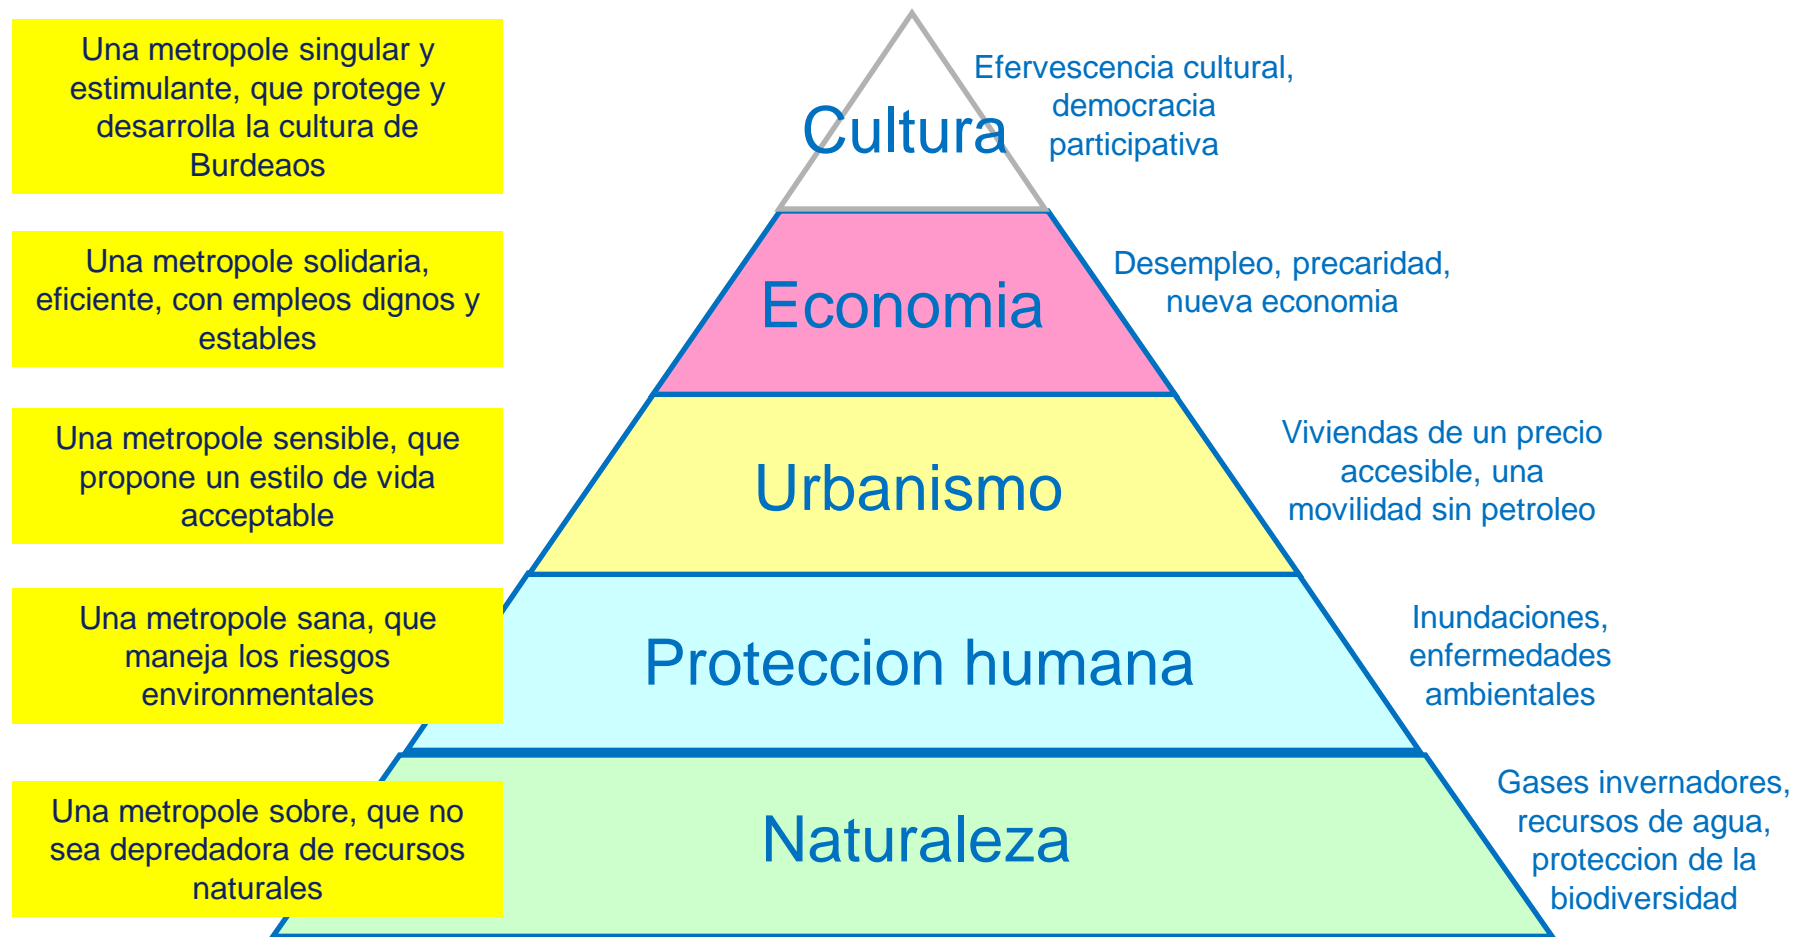 Una metropole singular y
estimulante, que protege y
desarrolla la cultura de
Burdeaos
Cultura
Efervescencia cultural,
democracia
participativa
Una metropole solidaria,
eficiente, con empleos dignos y
estables
Economia
Desempleo, precaridad,
nueva economia
Una metropole sensible, que
propone un estilo de vida
acceptable
Urbanismo
Viviendas de un precio
accesible, una
movilidad sin petroleo
Una metropole sana, que
maneja los riesgos
environmentales
Proteccion humana
Inundaciones,
enfermedades
ambientales
Una metropole sobre, que no
sea depredadora de recursos
naturales
Naturaleza
Gases invernadores,
recursos de agua,
proteccion de la
biodiversidad